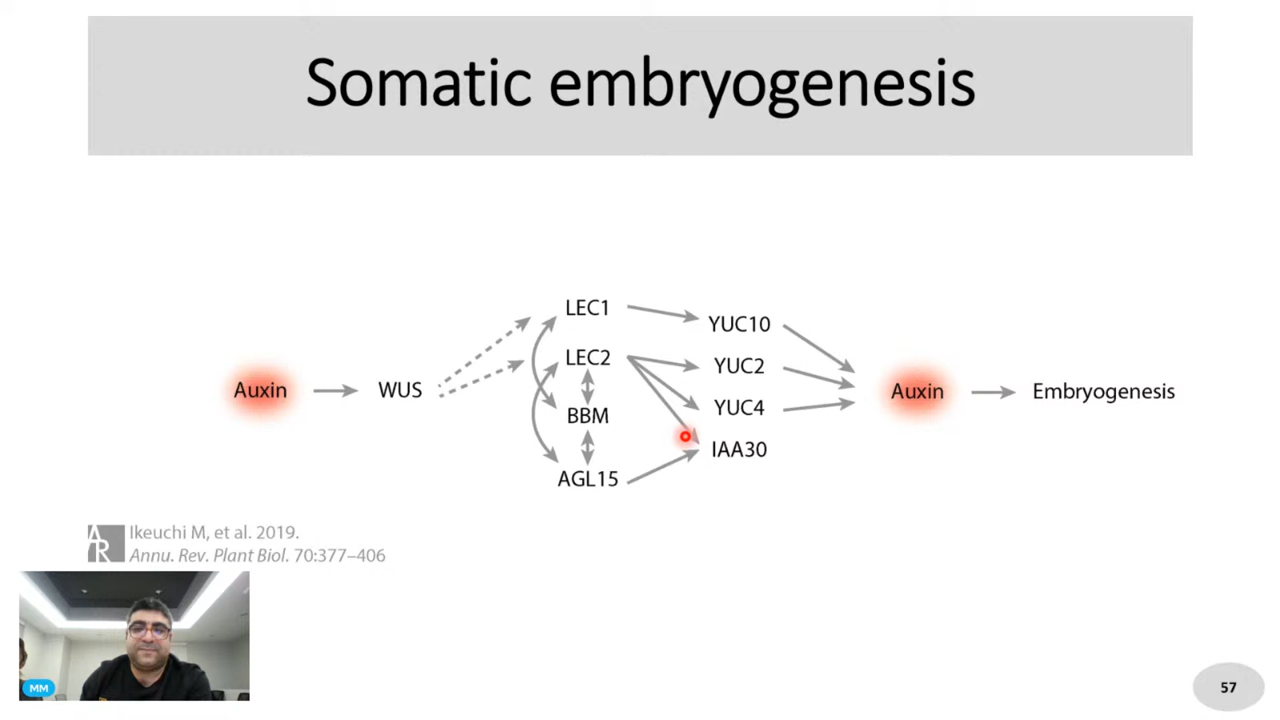 Somatic embryogenesis
LEC1
YUC10
LEC2
YUC2
Auxin
WUS
Auxin
Embryogenesis
YUC4
BBM
IAA30
AGL15
AR
Ikeuchi M, et al. 2019.
Annu. Rev. Plant Biol. 70:377–406
MM
57